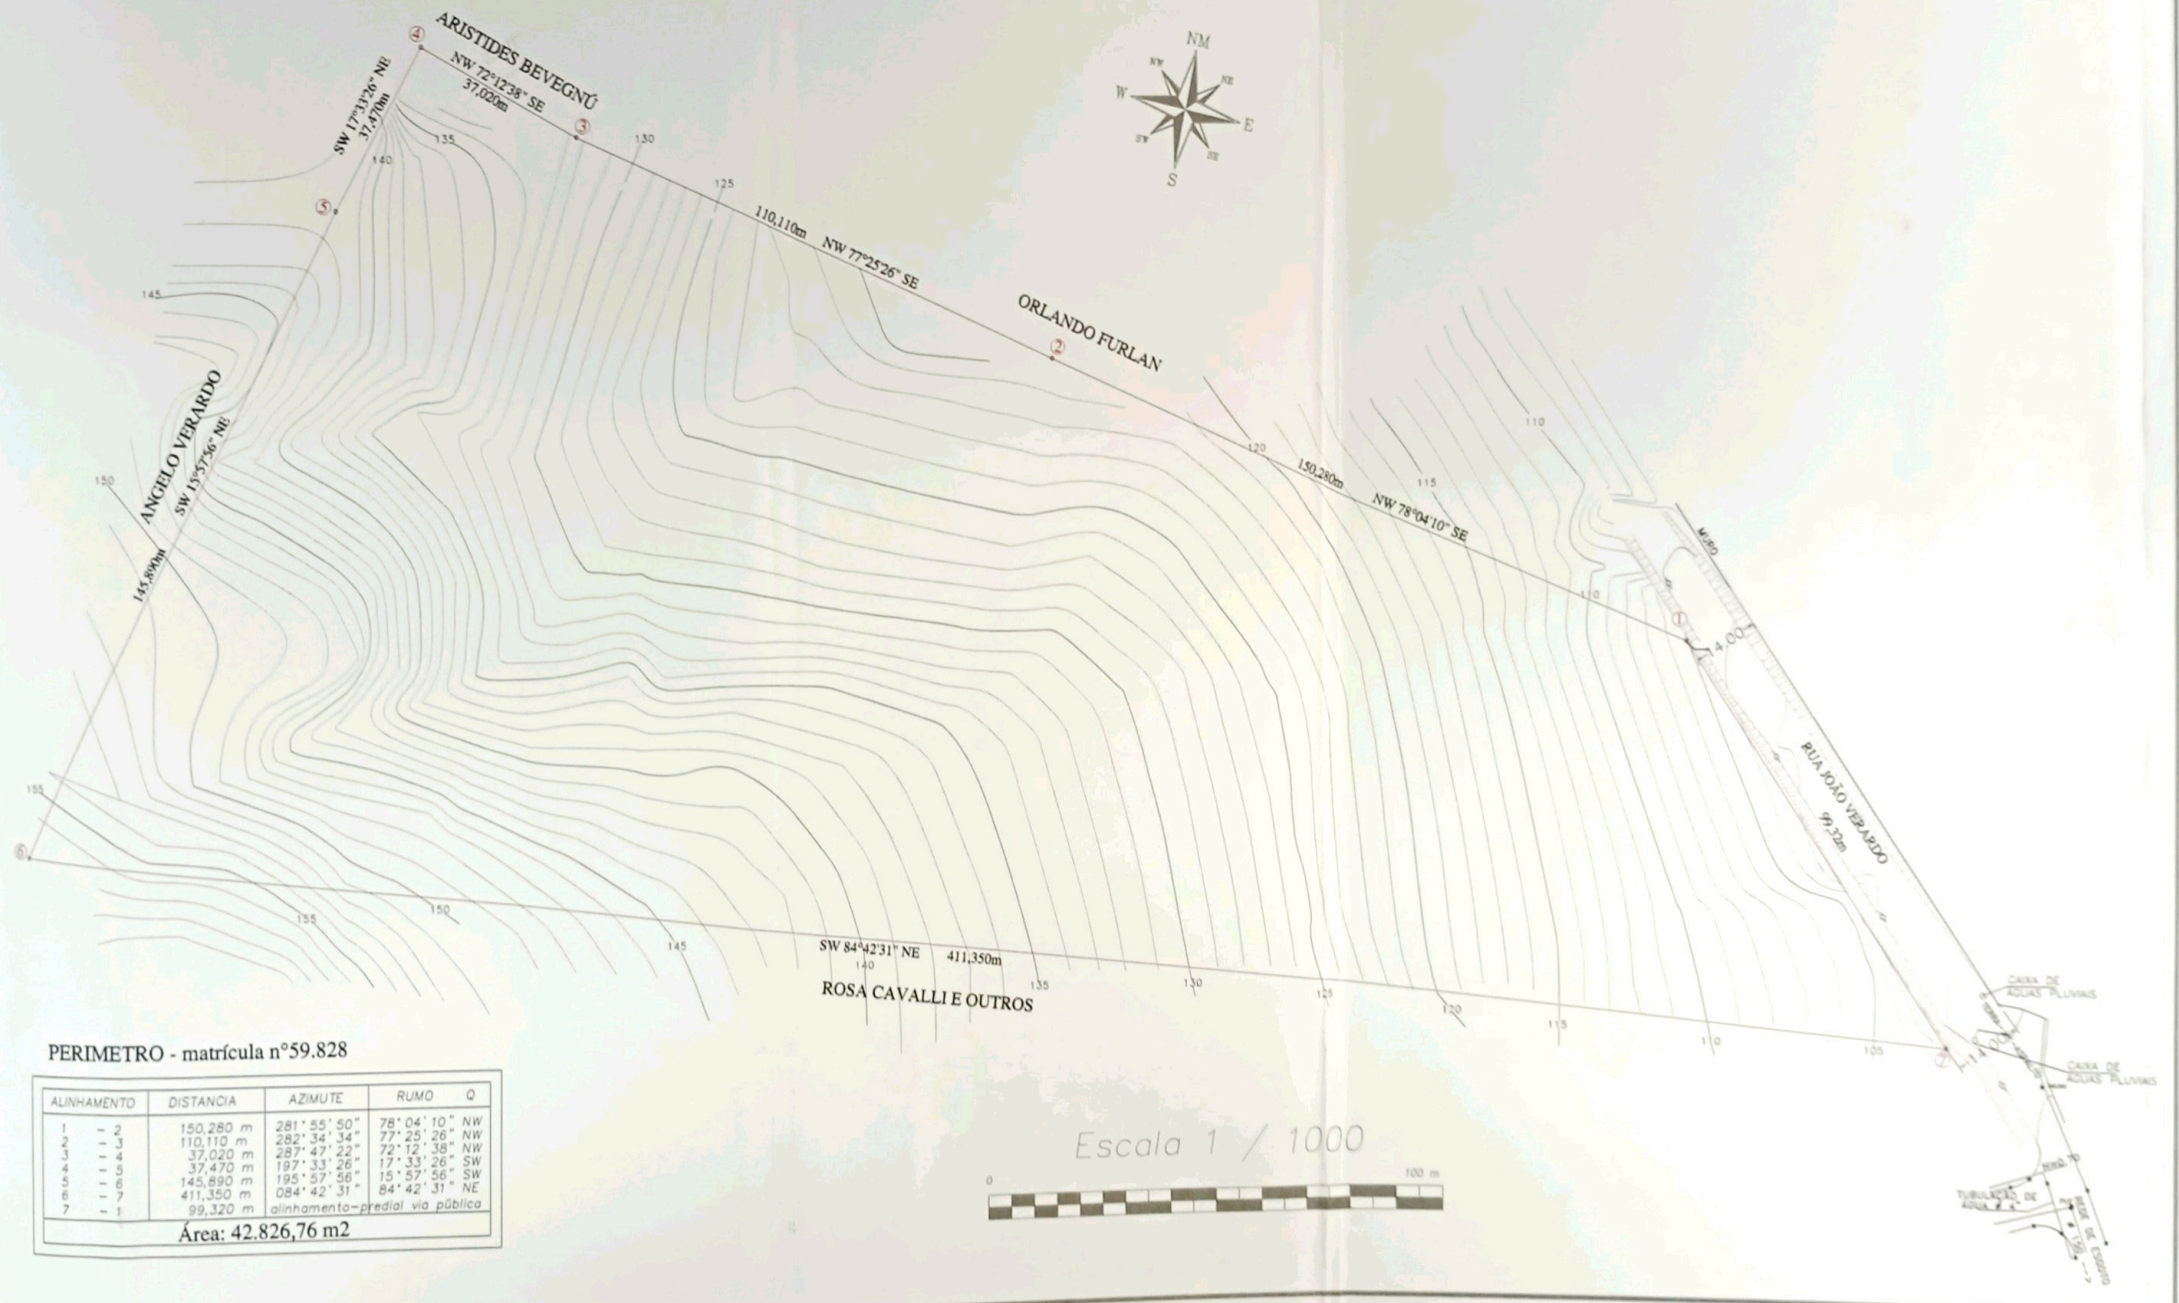 ARISTIDES BEVEGNÚ
④
NW 72°12'38" SE
37,020m
SW 17°33'26" NE
37,470m
③
130
135
140
125
⑤
110,110m NW 77°25'26" SE
NM
NW
NE
W
E
SW
SE
S
ORLANDO FURLAN
②
145
120
150,280m
NW 78°04'10" SE
115
110
ANGELO VERARDO
SW 15°57'56" NE
145,890m
150
MURO
110
①
14,00
RUA JOÃO VERARDO
99,32m
155
⑥
155
150
145
SW 84°42'31" NE 411,350m
140
ROSA CAVALLI E OUTROS
135
130
125
120
115
110
105
14,00
CAIXA DE
ÁGUAS PLUVIAIS
CAIXA DE
ÁGUAS PLUVIAIS
PERIMETRO - matrícula n°59.828
ALINHAMENTO DISTANCIA AZIMUTE RUMO Q
1 - 2 150,280 m 281°55'50" 78°04'10" NW
2 - 3 110,110 m 282°34'34" 77°25'26" NW
3 - 4 37,020 m 287°47'22" 72°12'38" NW
4 - 5 37,470 m 197°33'26" 17°33'26" SW
5 - 6 145,890 m 195°57'56" 15°57'56" SW
6 - 7 411,350 m 084°42'31" 84°42'31" NE
7 - 1 99,320 m alinhamento-predial via pública
Área: 42.826,76 m2
Escala 1 / 1000
0
100 m
TUBULAÇÃO DE
REDE DE ESGOTO